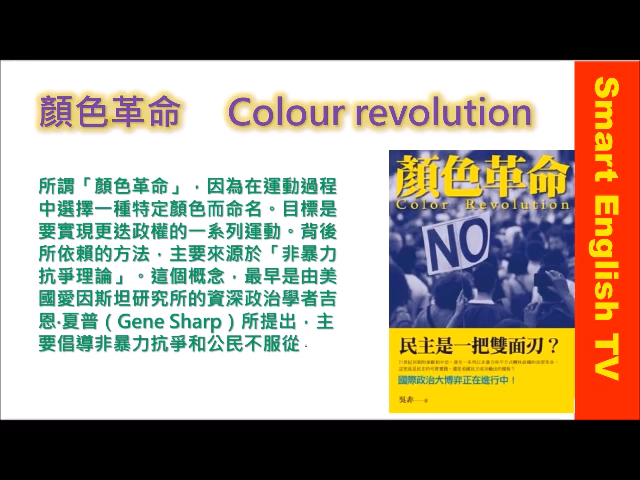 顏色革命 Colour revolution
所謂「顏色革命」，因為在運動過程
中選擇一種特定顏色而命名。目標是
要實現更迭政權的一系列運動。背後
所依賴的方法，主要來源於「非暴力
抗爭理論」。這個概念，最早是由美
國愛因斯坦研究所的資深政治學者吉
恩·夏普（Gene Sharp）所提出，主
要倡導非暴力抗爭和公民不服從．
顏色革命
Color Revolution
NO
民主是一把雙面刃？
國際政治大博弈正在進行中！
吳非
Smart English TV